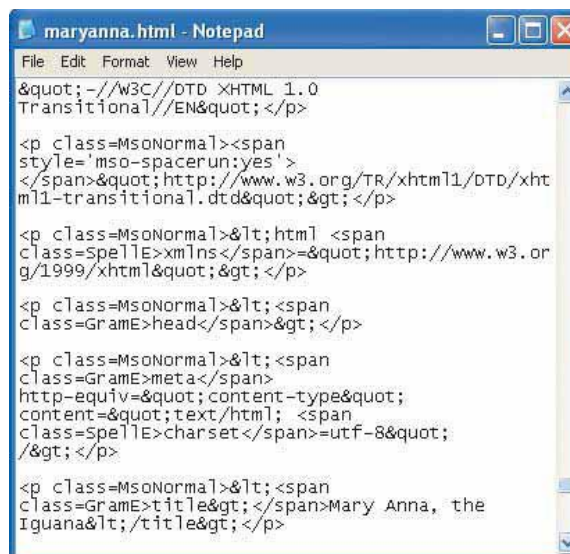 maryanna.html - Notepad
File Edit Format View Help
&quot;-//W3C//DTD XHTML 1.0
Transitional//EN&quot;</p>
<p class=MsoNormal><span
style='mso-spacerun:yes'>
</span>&quot;http://www.w3.org/TR/xhtml1/DTD/xht
ml1-transitional.dtd&quot;&gt;</p>
<p class=MsoNormal>&lt;html <span
class=SpellE>xmlns</span>=&quot;http://www.w3.or
g/1999/xhtml&quot;&gt;</p>
<p class=MsoNormal>&lt;<span
class=GramE>head</span>&gt;</p>
<p class=MsoNormal>&lt;<span
class=GramE>meta</span>
http-equiv=&quot;content-type&quot;
content=&quot;text/html; <span
class=SpellE>charset</span>=utf-8&quot;
/&gt;</p>
<p class=MsoNormal>&lt;<span
class=GramE>title&gt;</span>Mary Anna, the
Iguana&lt;/title&gt;</p>